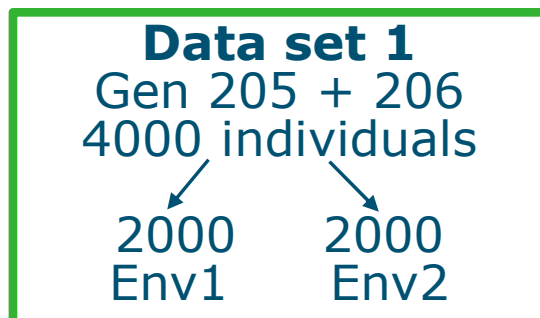 Data set 1
Gen 205 + 206
4000 individuals
2000 2000
Env1 Env2